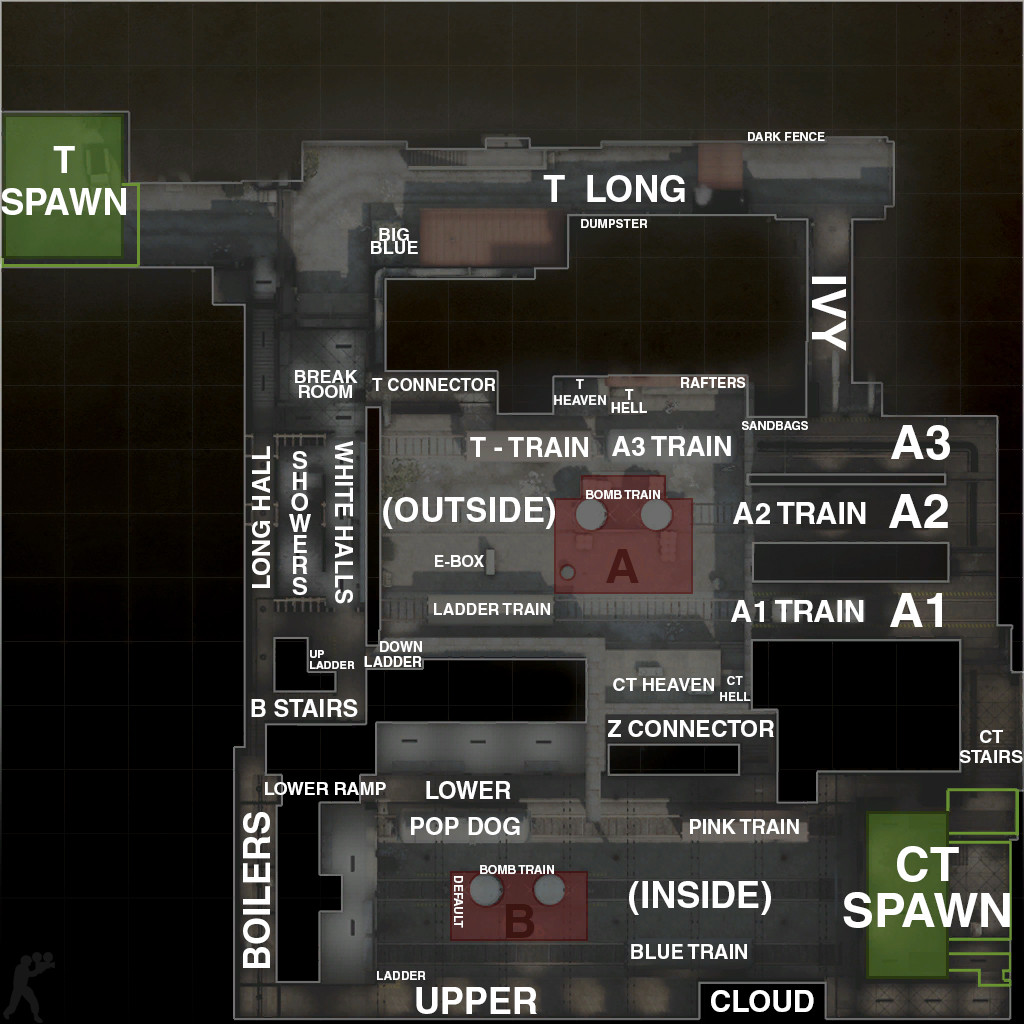 DARK FENCE
T
SPAWN
T LONG
DUMPSTER
BIG
BLUE
IVY
BREAK
ROOM
T CONNECTOR
T
HEAVEN
T
HELL
RAFTERS
SANDBAGS
LONG HALL
SHOWERS
WHITE HALLS
T - TRAIN
A3 TRAIN
A3
(OUTSIDE)
BOMB TRAIN
A2 TRAIN
A2
E-BOX
A
LADDER TRAIN
A1 TRAIN
A1
UP
LADDER
DOWN
LADDER
B STAIRS
CT HEAVEN
CT
HELL
Z CONNECTOR
CT
STAIRS
LOWER RAMP
LOWER
POP DOG
PINK TRAIN
BOILERS
BOMB TRAIN
DEFAULT
B
(INSIDE)
CT
SPAWN
BLUE TRAIN
LADDER
UPPER
CLOUD